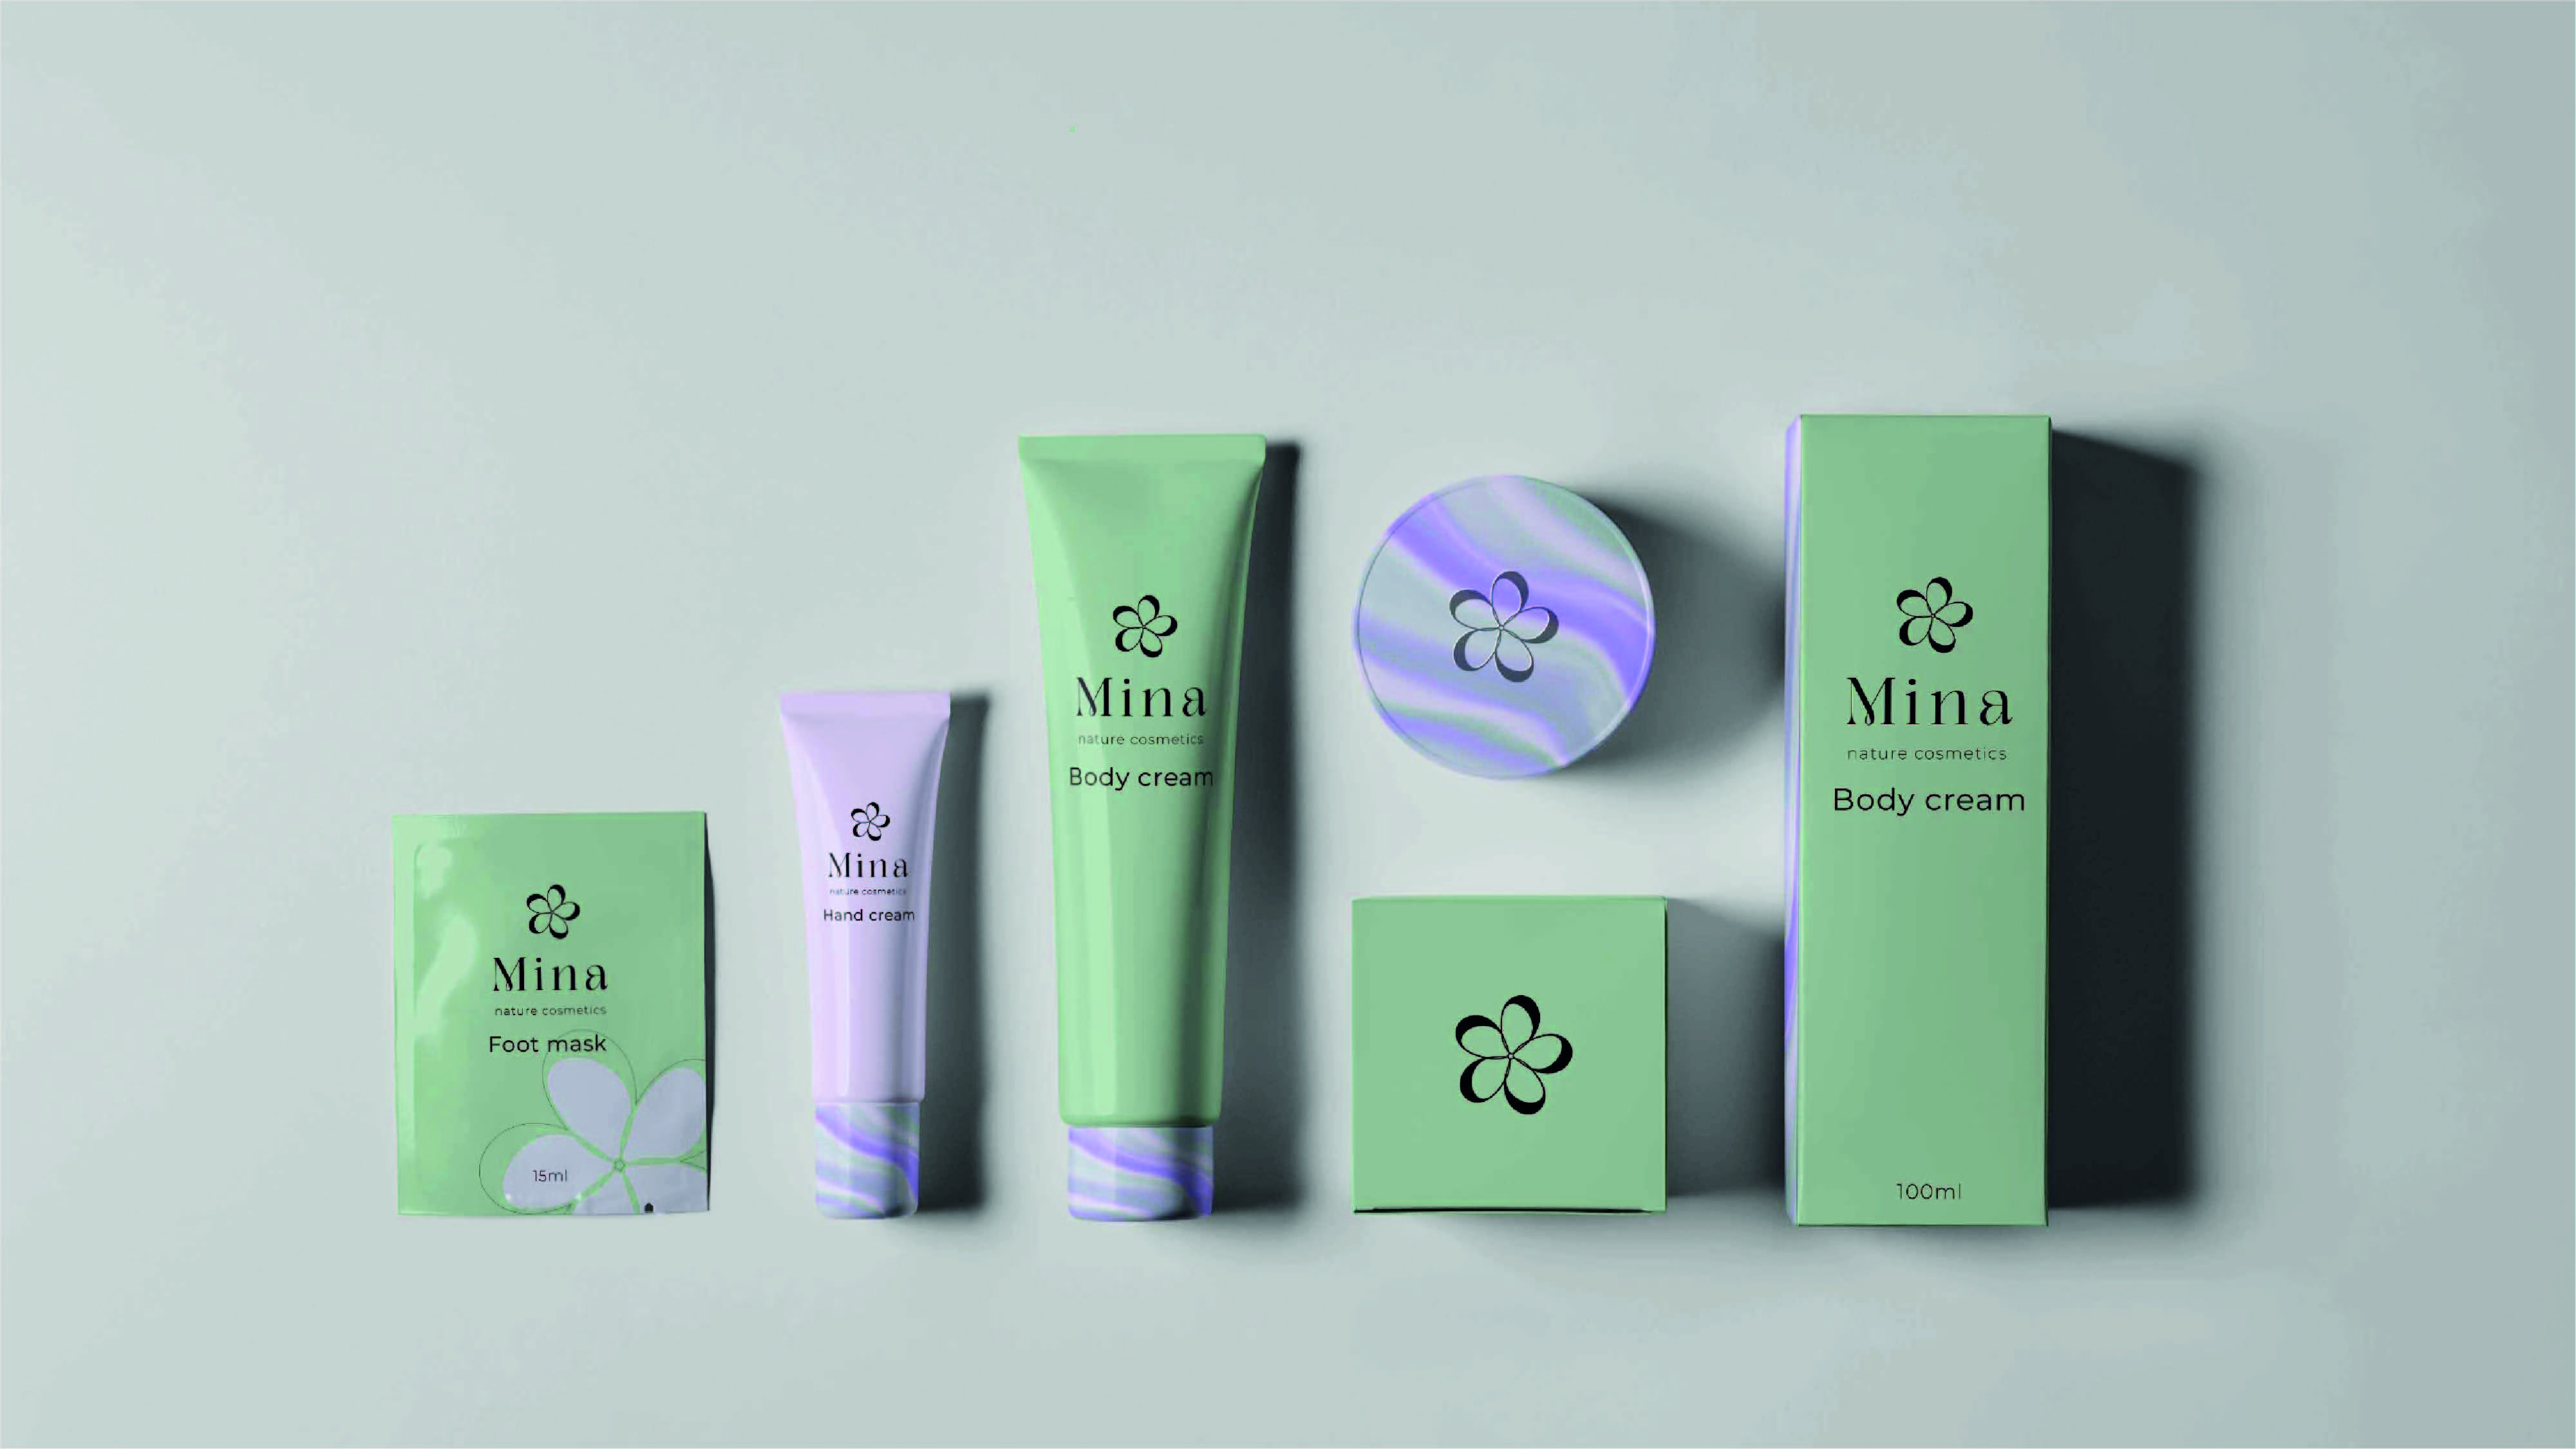 Mina
nature cosmetics
Foot mask
15ml
Mina
nature cosmetics
Hand cream
Mina
nature cosmetics
Body cream
Mina
nature cosmetics
Body cream
100ml